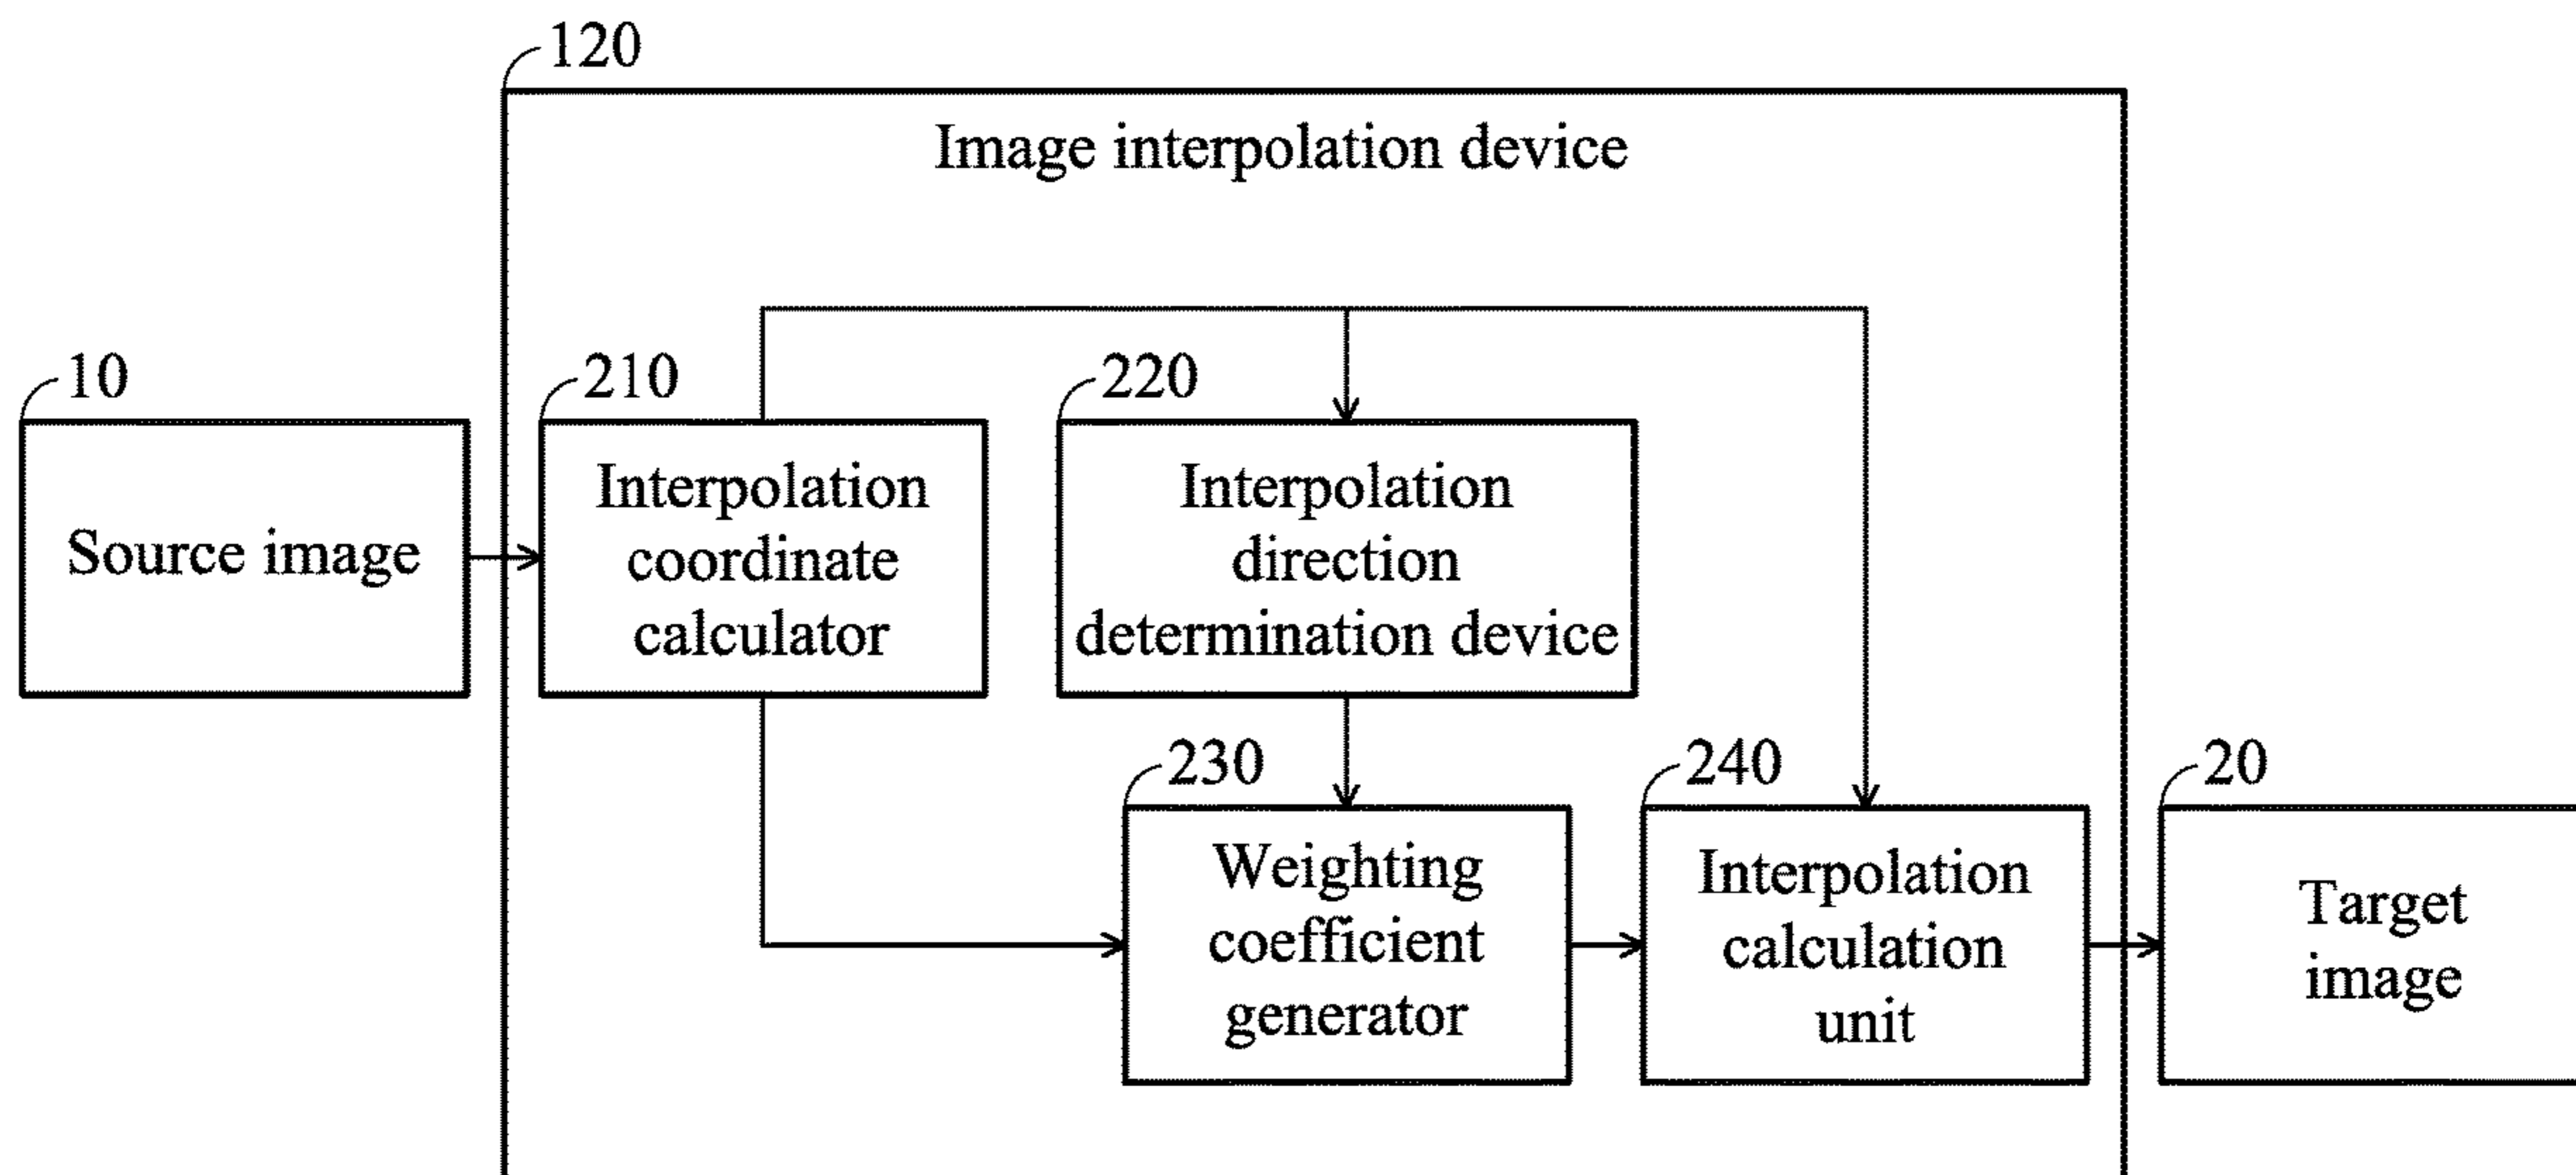 120
Image interpolation device
10
Source image
210
Interpolation
coordinate
calculator
220
Interpolation
direction
determination device
230
Weighting
coefficient
generator
240
Interpolation
calculation
unit
20
Target
image